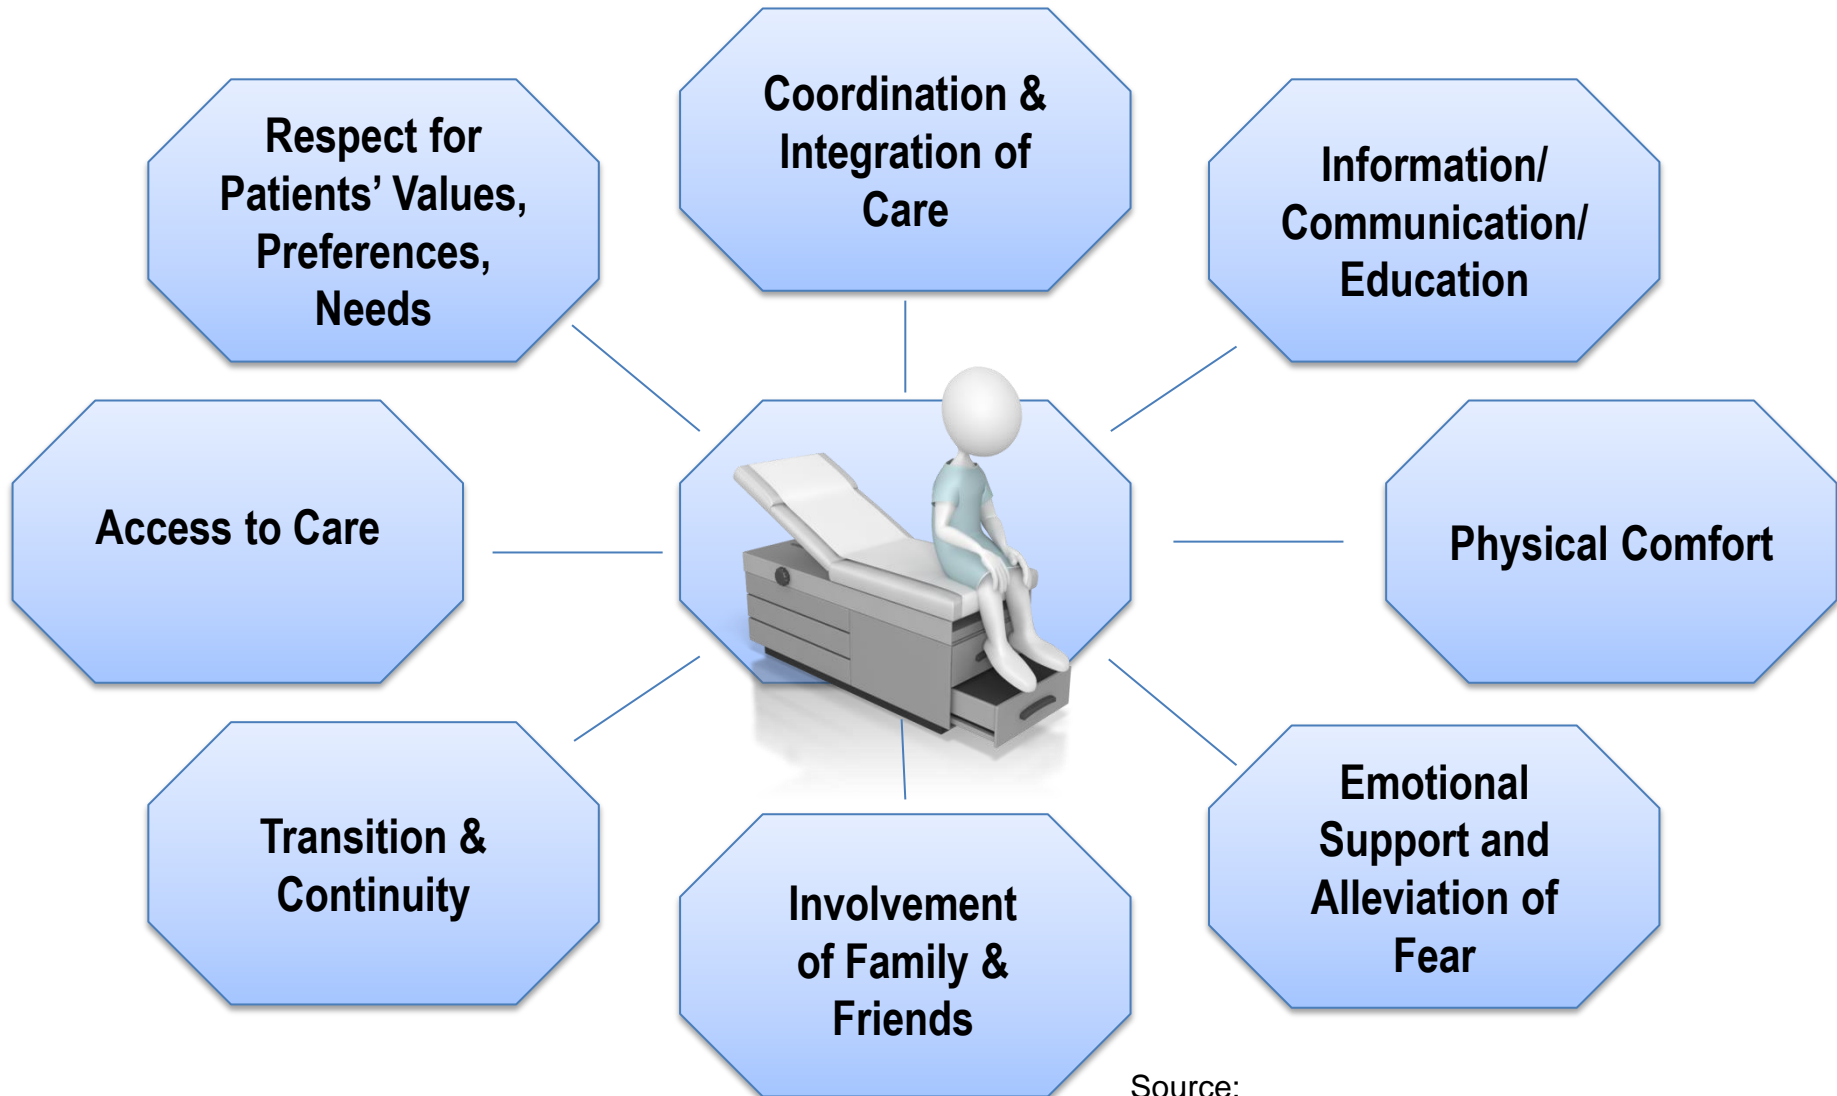 Coordination &
Integration of
Care
Respect for
Patients’ Values,
Preferences,
Needs
Information/
Communication/
Education
Access to Care
Physical Comfort
Transition &
Continuity
Involvement
of Family &
Friends
Emotional
Support and
Alleviation of
Fear
Source: